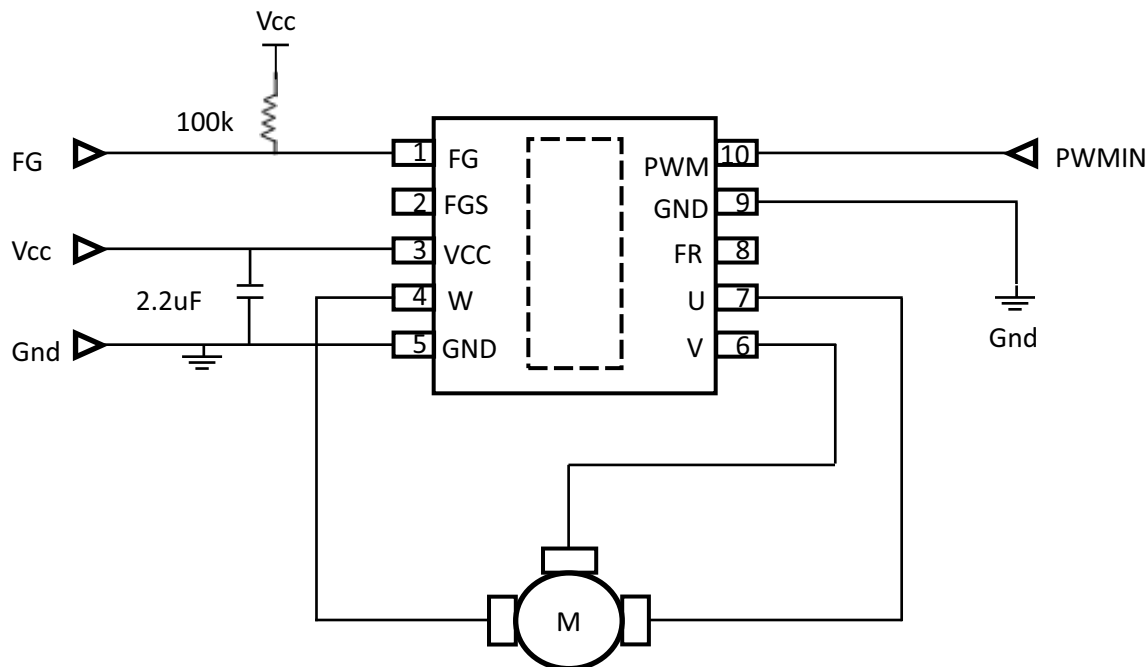 Vcc
100k
FG
1 FG
PWM 10
PWMIN
2 FGS
GND 9
Vcc
3 VCC
FR 8
2.2uF
4 W
U 7
Gnd
Gnd
5 GND
V 6
M